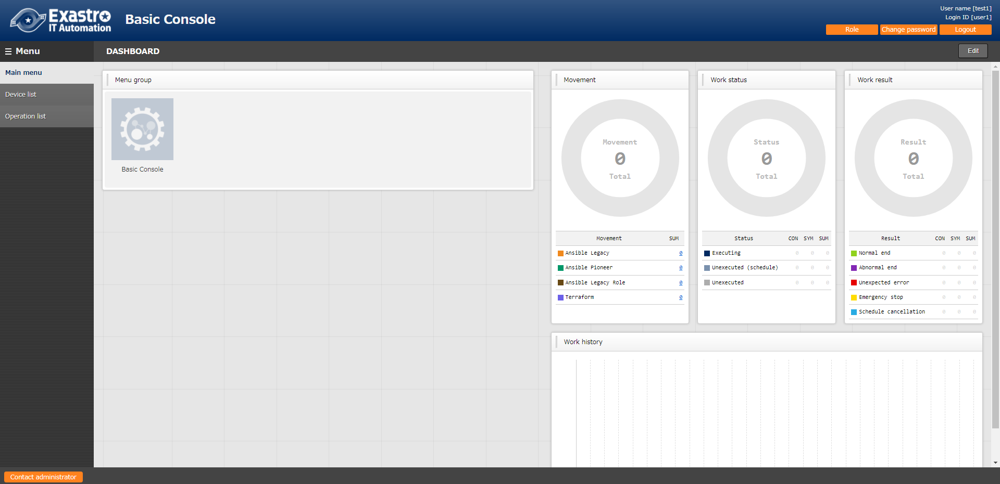 Exastro
IT Automation
Basic Console
User name [test1]
Login ID [user1]
Role
Change password
Logout
Menu
DASHBOARD
Edit
Main menu
Device list
Operation list
Menu group
Basic Console
Movement
Movement
0
Total
Movement SUM
Ansible Legacy 0
Ansible Pioneer 0
Ansible Legacy Role 0
Terraform 0
Work status
Status
0
Total
Status CON SYM SUM
Executing 0 0 0
Unexecuted (schedule) 0 0 0
Unexecuted 0 0 0
Work result
Result
0
Total
Result CON SYM SUM
Normal end 0 0 0
Abnormal end 0 0 0
Unexpected error 0 0 0
Emergency stop 0 0 0
Schedule cancellation 0 0 0
Work history
Contact administrator